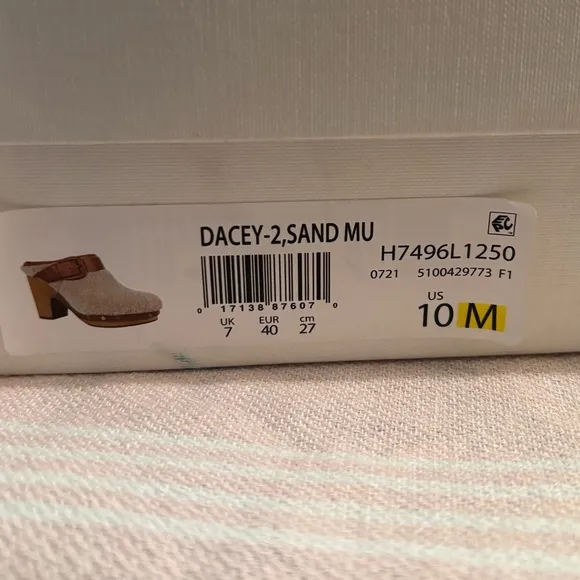 DACEY-2,SAND MU
H7496L1250
0721 5100429773 F1
0 17138 87607 0
UK EUR cm
7 40 27
US
10 M